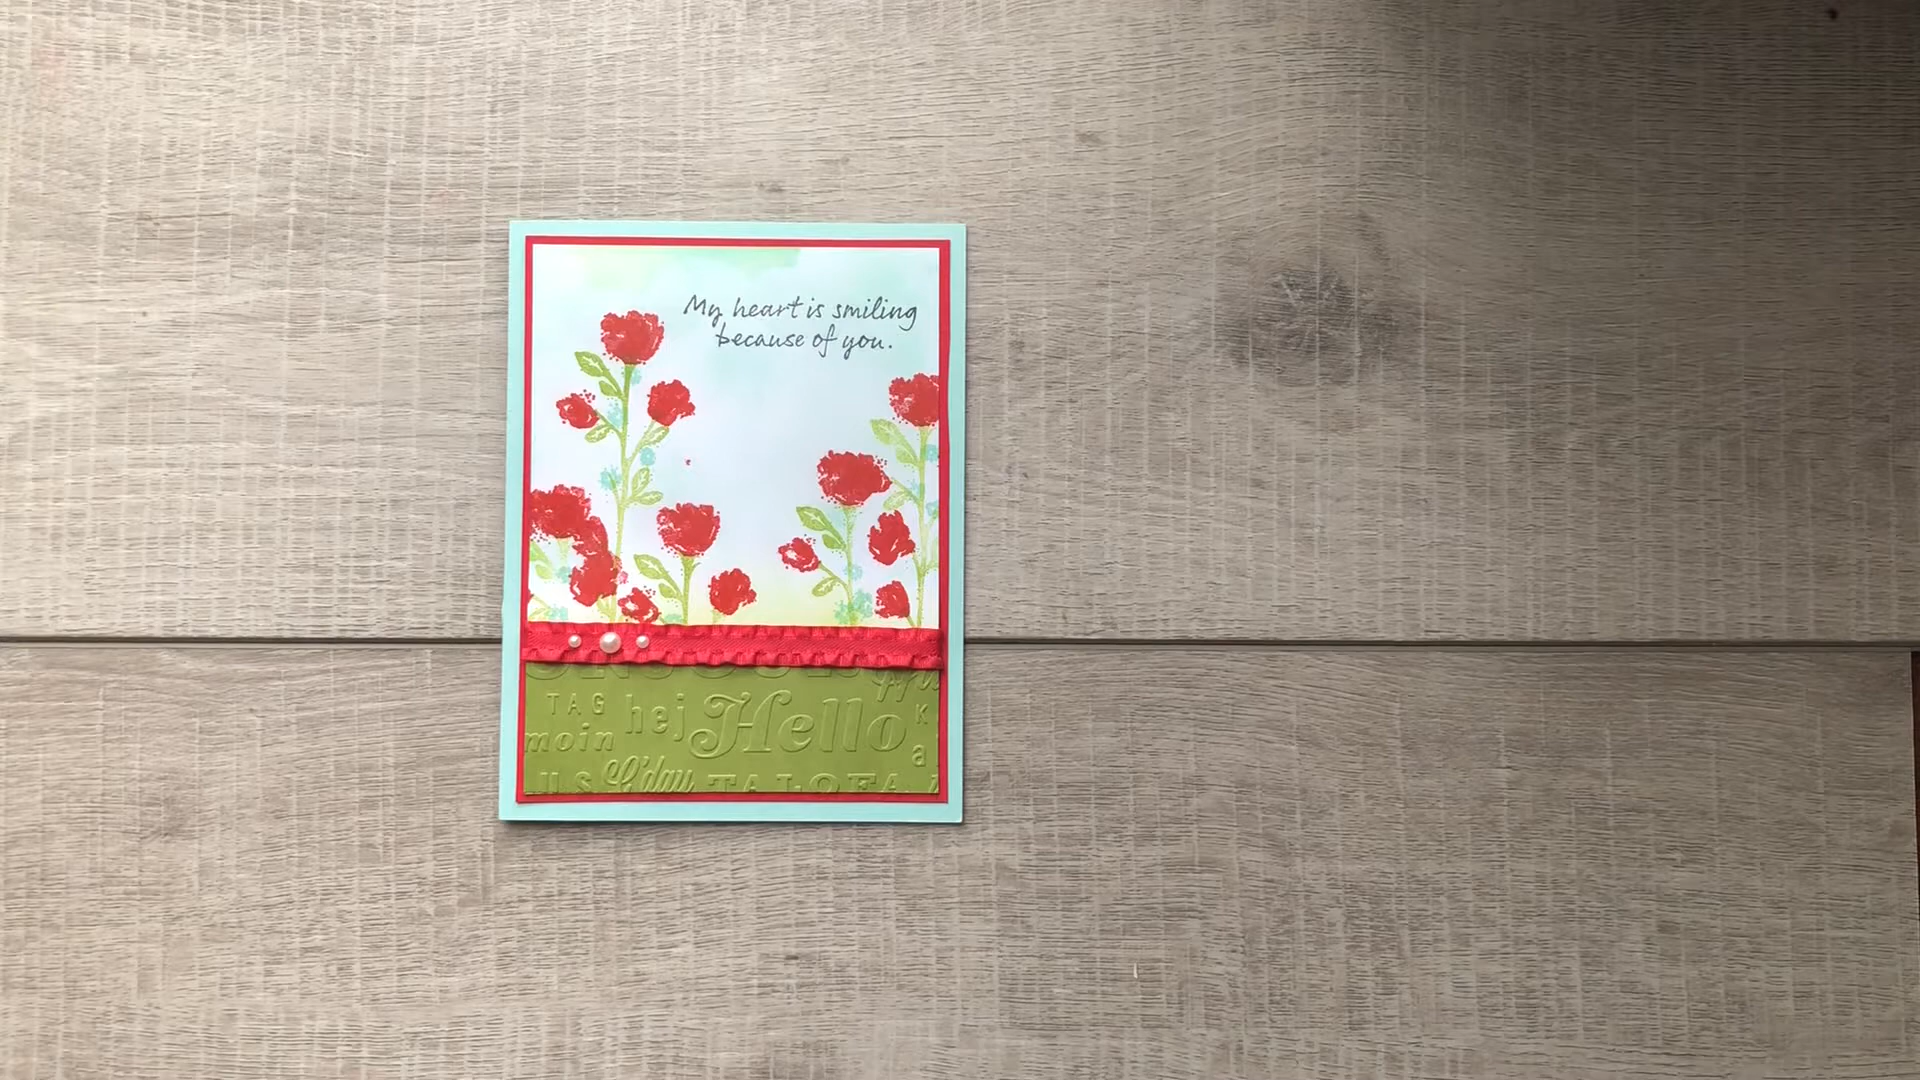 My heart is smiling
because of you.
TAG hej Hello K
moin a
G'day TALOFA